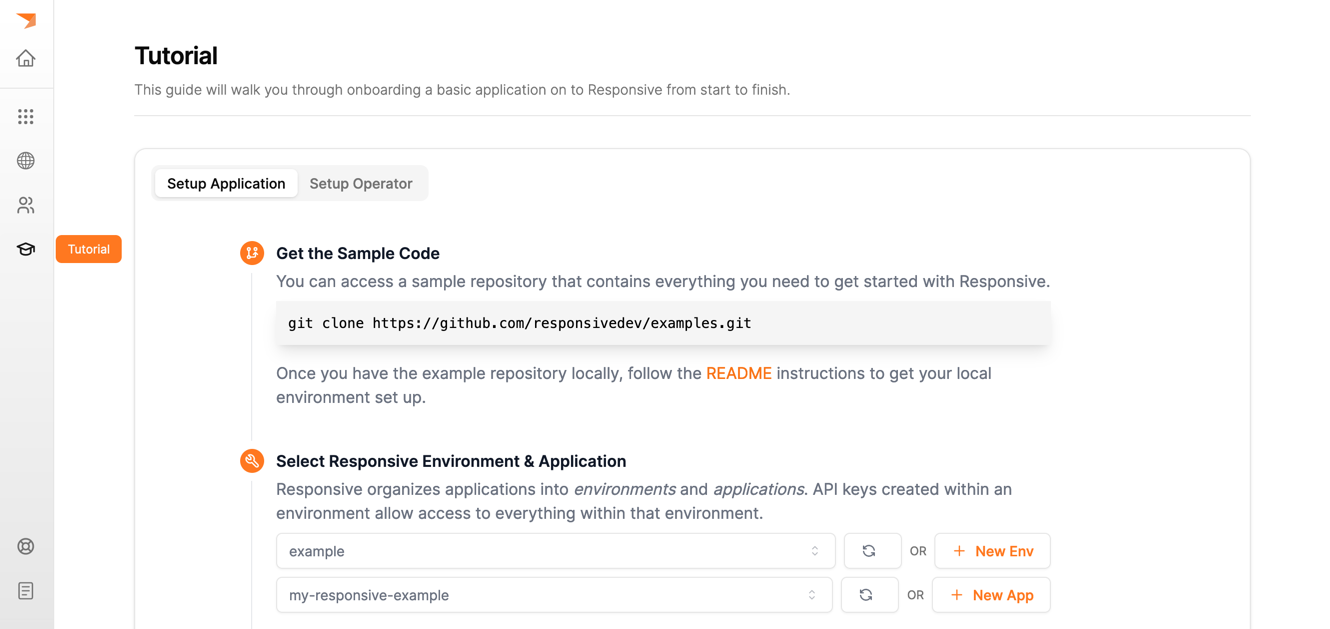 Tutorial
This guide will walk you through onboarding a basic application on to Responsive from start to finish.
Setup Application
Setup Operator
Tutorial
Get the Sample Code
You can access a sample repository that contains everything you need to get started with Responsive.
git clone https://github.com/responsivedev/examples.git
Once you have the example repository locally, follow the README instructions to get your local
environment set up.
Select Responsive Environment & Application
Responsive organizes applications into environments and applications. API keys created within an
environment allow access to everything within that environment.
example
OR
+ New Env
my-responsive-example
OR
+ New App